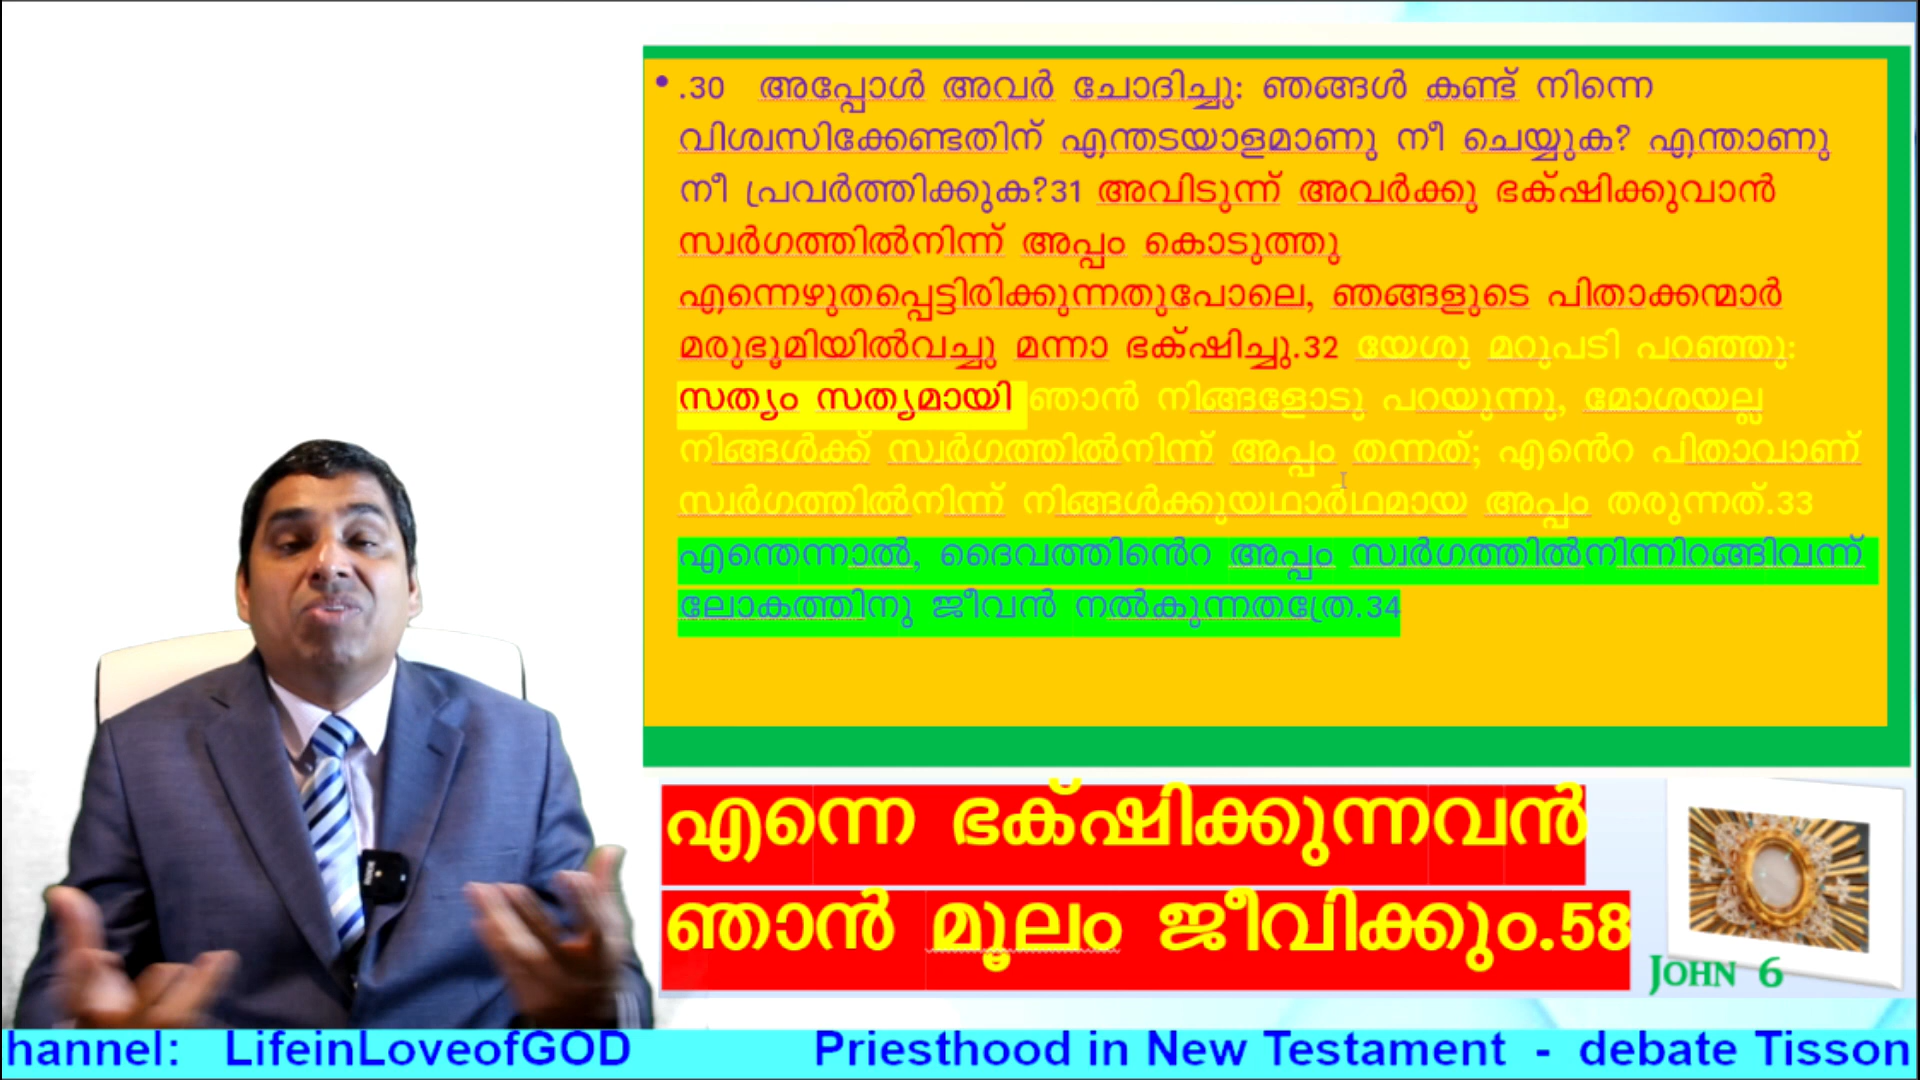 • .30 അപ്പോൾ അവർ ചോദിച്ചു: ഞങ്ങൾ കണ്ട് നിന്നെ
വിശ്വസിക്കേണ്ടതിന് എന്തടയാളമാണു നീ ചെയ്യുക? എന്താണു
നീ പ്രവർത്തിക്കുക?31 അവിടുന്ന് അവർക്കു ഭക്‌ഷിക്കുവാൻ
സ്വർഗത്തിൽനിന്ന് അപ്പം കൊടുത്തു
എന്നെഴുതപ്പെട്ടിരിക്കുന്നതുപോലെ, ഞങ്ങളുടെ പിതാക്കന്മാർ
മരുഭൂമിയിൽവച്ചു മന്നാ ഭക്‌ഷിച്ചു.32 യേശു മറുപടി പറഞ്ഞു:
സത്യം സത്യമായി ഞാൻ നിങ്ങളോടു പറയുന്നു, മോശയല്ല
നിങ്ങൾക്ക് സ്വർഗത്തിൽനിന്ന് അപ്പം തന്നത്; എന്റെ പിതാവാണ്
സ്വർഗത്തിൽനിന്ന് നിങ്ങൾക്കുയഥാർഥമായ അപ്പം തരുന്നത്.33
എന്തെന്നാൽ, ദൈവത്തിന്റെ അപ്പം സ്വർഗത്തിൽനിന്നിറങ്ങിവന്ന്
ലോകത്തിനു ജീവൻ നൽകുന്നതത്രേ.34
എന്നെ ഭക്‌ഷിക്കുന്നവൻ
ഞാൻ മൂലം ജീവിക്കും.58
JOHN 6
hannel: LifeinLoveofGOD Priesthood in New Testament - debate Tisson